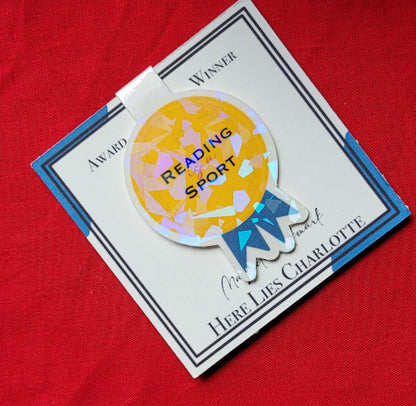 Award Winner
Reading
Sport
Here Lies Charlotte